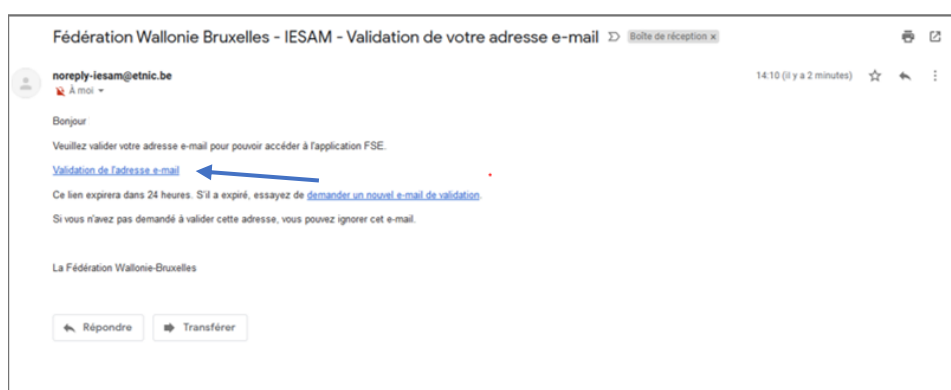 Fédération Wallonie Bruxelles - IESAM - Validation de votre adresse e-mail Boîte de réception x
noreply-iesam@etnic.be 14:10 (il y a 2 minutes)
À moi
Bonjour
Veuillez valider votre adresse e-mail pour pouvoir accéder à l'application FSE.
Validation de l'adresse e-mail
Ce lien expirera dans 24 heures. S'il a expiré, essayez de demander un nouvel e-mail de validation.
Si vous n'avez pas demandé à valider cette adresse, vous pouvez ignorer cet e-mail.
La Fédération Wallonie-Bruxelles
Répondre Transférer